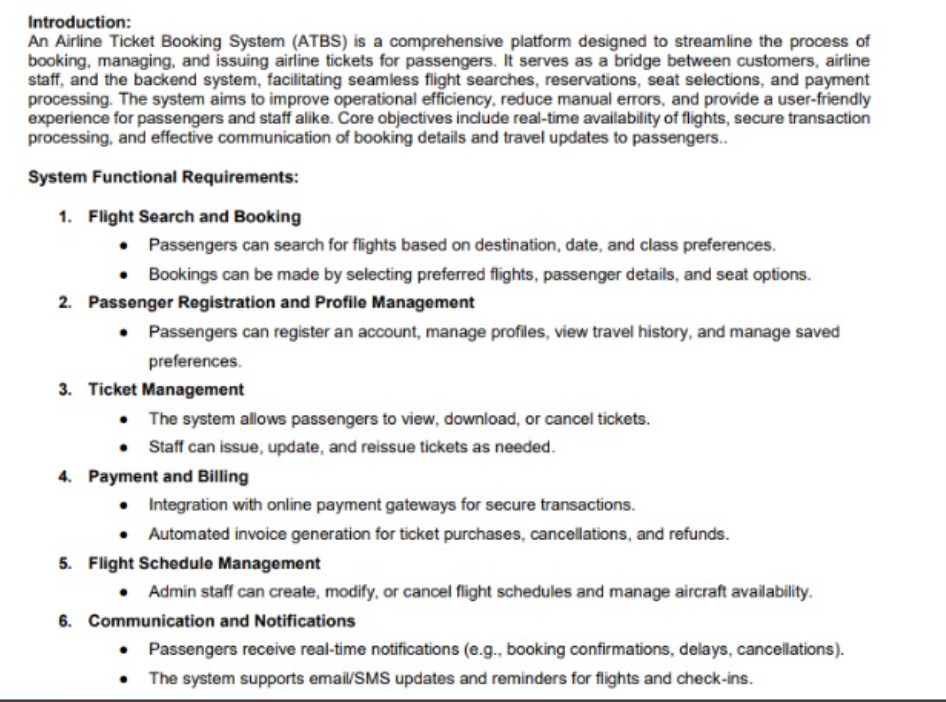 Introduction:
An Airline Ticket Booking System (ATBS) is a comprehensive platform designed to streamline the process of
booking, managing, and issuing airline tickets for passengers. It serves as a bridge between customers, airline
staff, and the backend system, facilitating seamless flight searches, reservations, seat selections, and payment
processing. The system aims to improve operational efficiency, reduce manual errors, and provide a user-friendly
experience for passengers and staff alike. Core objectives include real-time availability of flights, secure transaction
processing, and effective communication of booking details and travel updates to passengers..
System Functional Requirements:
1. Flight Search and Booking
• Passengers can search for flights based on destination, date, and class preferences.
• Bookings can be made by selecting preferred flights, passenger details, and seat options.
2. Passenger Registration and Profile Management
• Passengers can register an account, manage profiles, view travel history, and manage saved
preferences.
3. Ticket Management
• The system allows passengers to view, download, or cancel tickets.
• Staff can issue, update, and reissue tickets as needed.
4. Payment and Billing
• Integration with online payment gateways for secure transactions.
• Automated invoice generation for ticket purchases, cancellations, and refunds.
5. Flight Schedule Management
• Admin staff can create, modify, or cancel flight schedules and manage aircraft availability.
6. Communication and Notifications
• Passengers receive real-time notifications (e.g., booking confirmations, delays, cancellations).
• The system supports email/SMS updates and reminders for flights and check-ins.